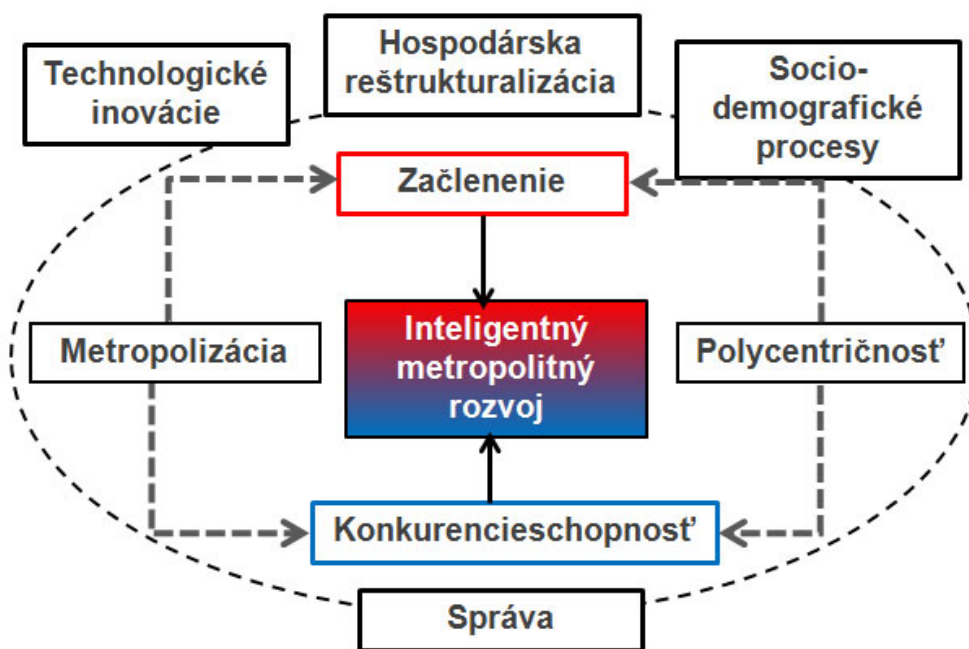 Technologické
inovácie
Hospodárska
reštrukturalizácia
Socio-
demografické
procesy
Začlenenie
Metropolizácia
Inteligentný
metropolitný
rozvoj
Polycentričnosť
Konkurencieschopnosť
Správa